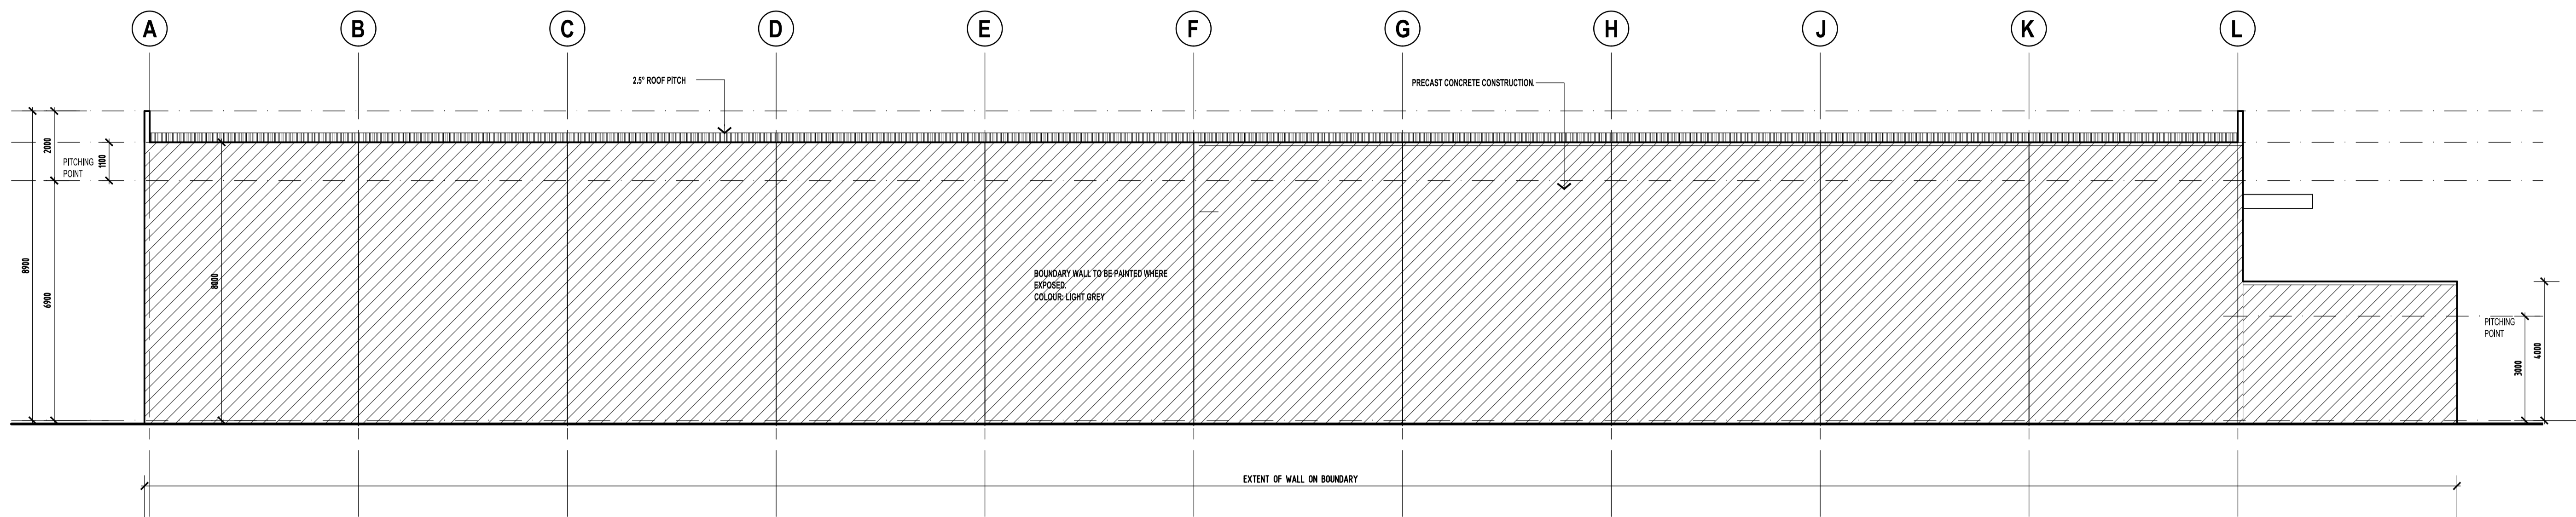 A B C D E F G H J K L
2.5° ROOF PITCH
PRECAST CONCRETE CONSTRUCTION.
2000
PITCHING
POINT
1100
8900
6900
8000
BOUNDARY WALL TO BE PAINTED WHERE
EXPOSED.
COLOUR: LIGHT GREY
PITCHING
POINT
3000
4000
EXTENT OF WALL ON BOUNDARY